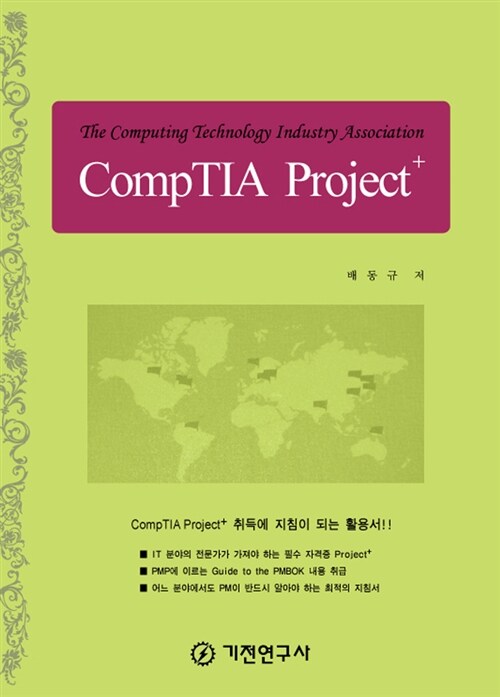 The Computing Technology Industry Association
CompTIA Project+
배 동 규 저
CompTIA Project+ 취득에 지침이 되는 활용서!!
■ IT 분야의 전문가가 가져야 하는 필수 자격증 Project+
■ PMP에 이르는 Guide to the PMBOK 내용 취급
■ 어느 분야에서도 PM이 반드시 알아야 하는 최적의 지침서
기전연구사